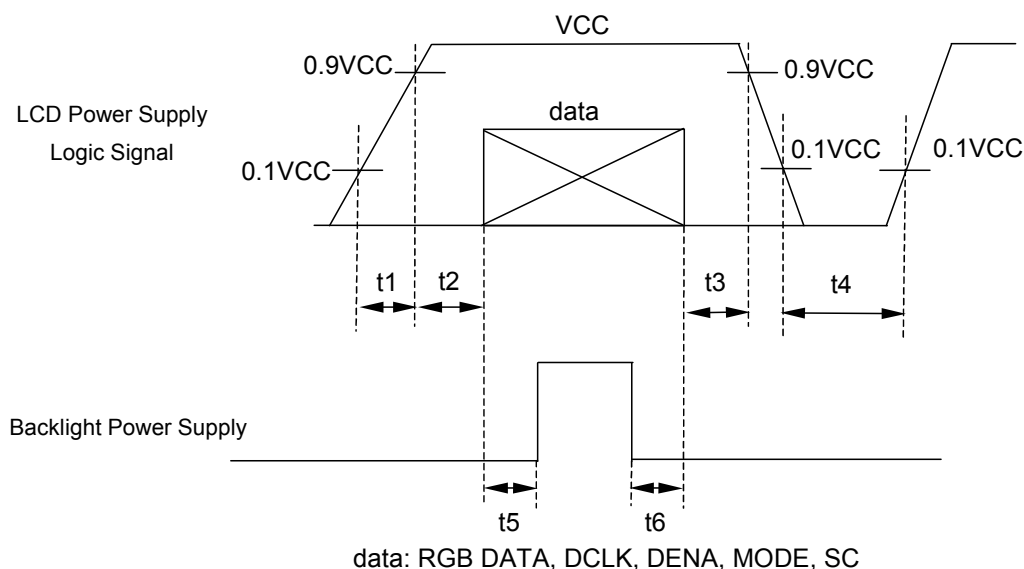 VCC
0.9VCC
0.9VCC
LCD Power Supply
Logic Signal
data
0.1VCC
0.1VCC
0.1VCC
t1
t2
t3
t4
Backlight Power Supply
t5
t6
data: RGB DATA, DCLK, DENA, MODE, SC